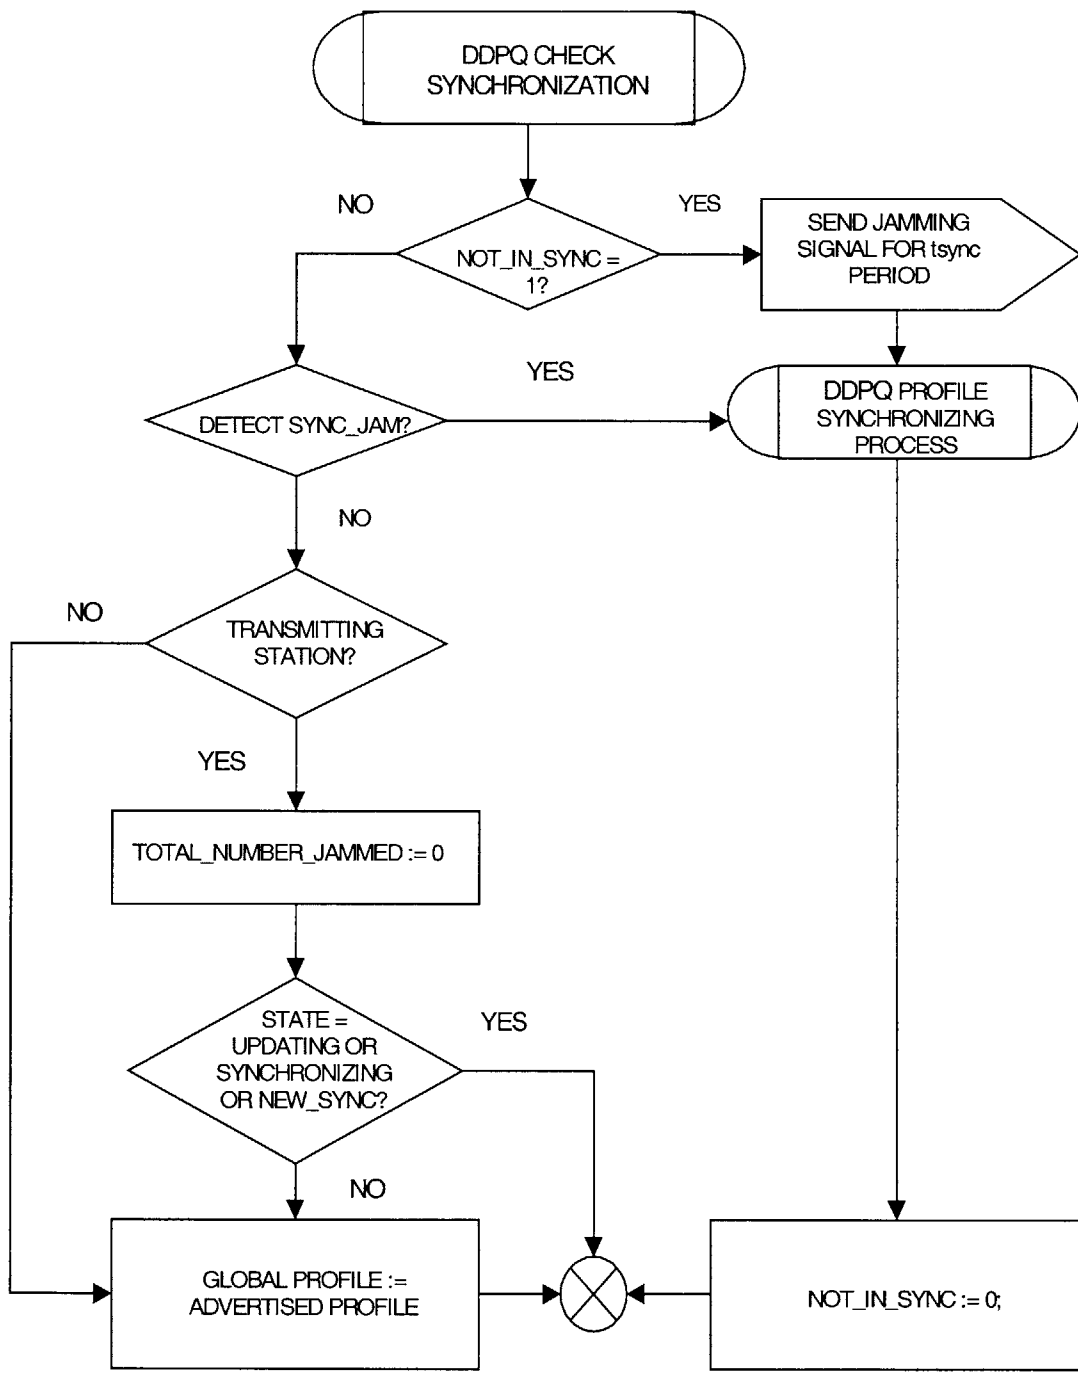 DDPQ CHECK
SYNCHRONIZATION
NO
YES
NOT_IN_SYNC =
1?
SEND JAMMING
SIGNAL FOR tsync
PERIOD
YES
DETECT SYNC_JAM?
DDPQ PROFILE
SYNCHRONIZING
PROCESS
NO
NO
TRANSMITTING
STATION?
YES
TOTAL_NUMBER_JAMMED := 0
STATE =
UPDATING OR
SYNCHRONIZING
OR NEW_SYNC?
YES
NO
GLOBAL PROFILE :=
ADVERTISED PROFILE
NOT_IN_SYNC := 0;